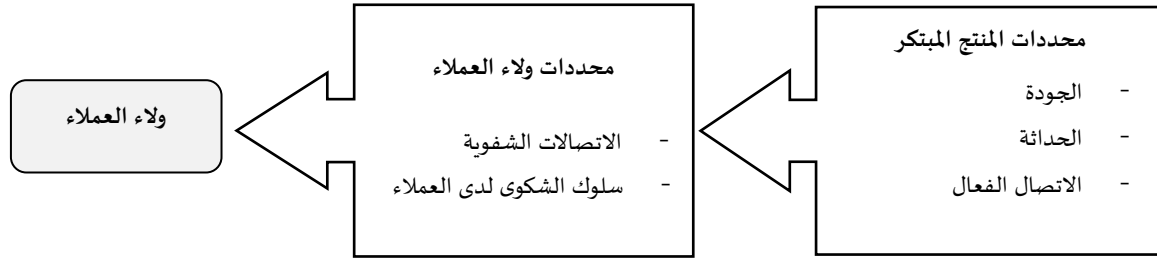 محددات المنتج المبتكر
- الجودة
- الحداثة
- الاتصال الفعال
محددات ولاء العملاء
- الاتصالات الشفوية
- سلوك الشكوى لدى العملاء
ولاء العملاء